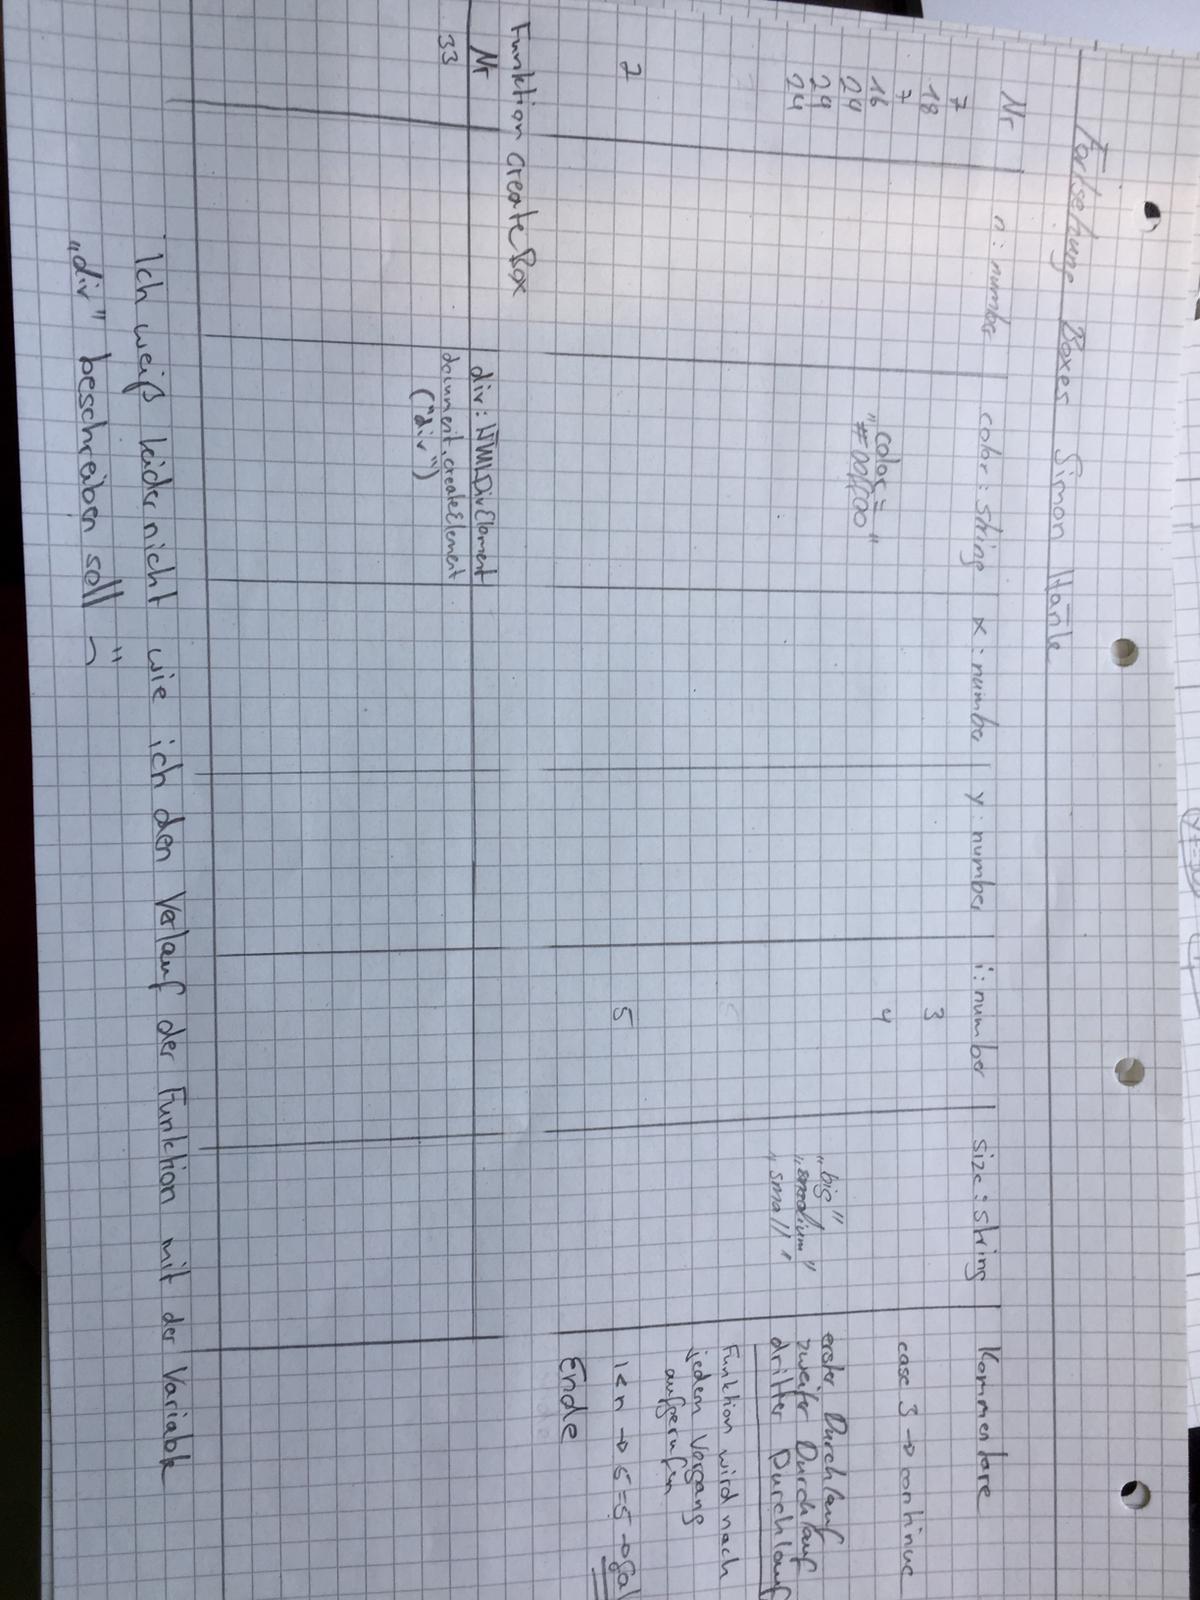 Fortsetzung Boxes Simon Hänle
Nr n: number color: string x: number y: number i: number size: string Kommentare
7 3
18 case 3 → continue
7 4
16 color =
24 "#00ff00" "big" erster Durchlauf
24 "medium" zweiter Durchlauf
24 "small" dritter Durchlauf
Funktion wird nach
jedem Vorgang
aufgerufen
7 5 i<n → 5=5 →
Ende
Funktion createBox
Nr div: HTMLDivElement
33 document.createElement
("div")
Ich weiß leider nicht wie ich den Verlauf der Funktion mit der Variable
„div" beschreiben soll